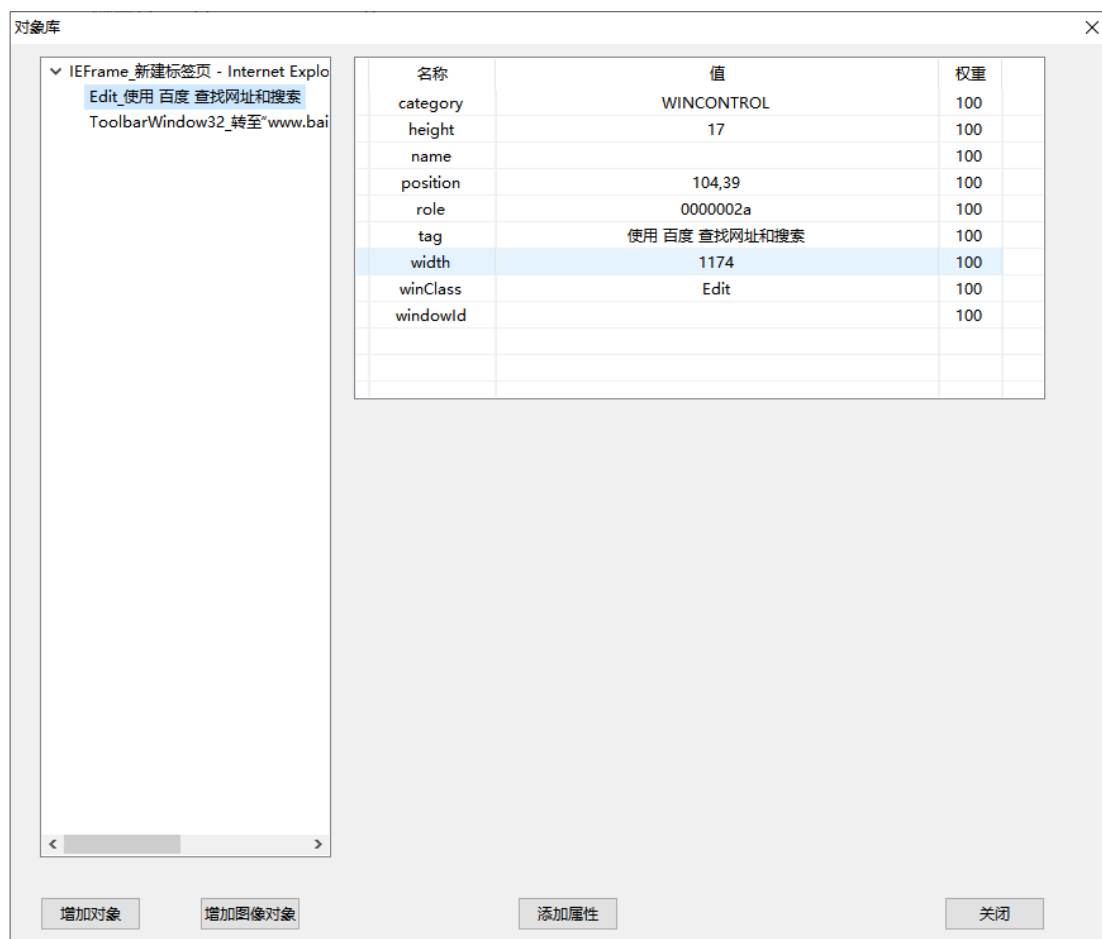 对象库
IEFrame_新建标签页 - Internet Explo
Edit_使用 百度 查找网址和搜索
ToolbarWindow32_转至"www.bai
名称 值 权重
category WINCONTROL 100
height 17 100
name 100
position 104,39 100
role 0000002a 100
tag 使用 百度 查找网址和搜索 100
width 1174 100
winClass Edit 100
windowId 100
增加对象 增加图像对象 添加属性 关闭